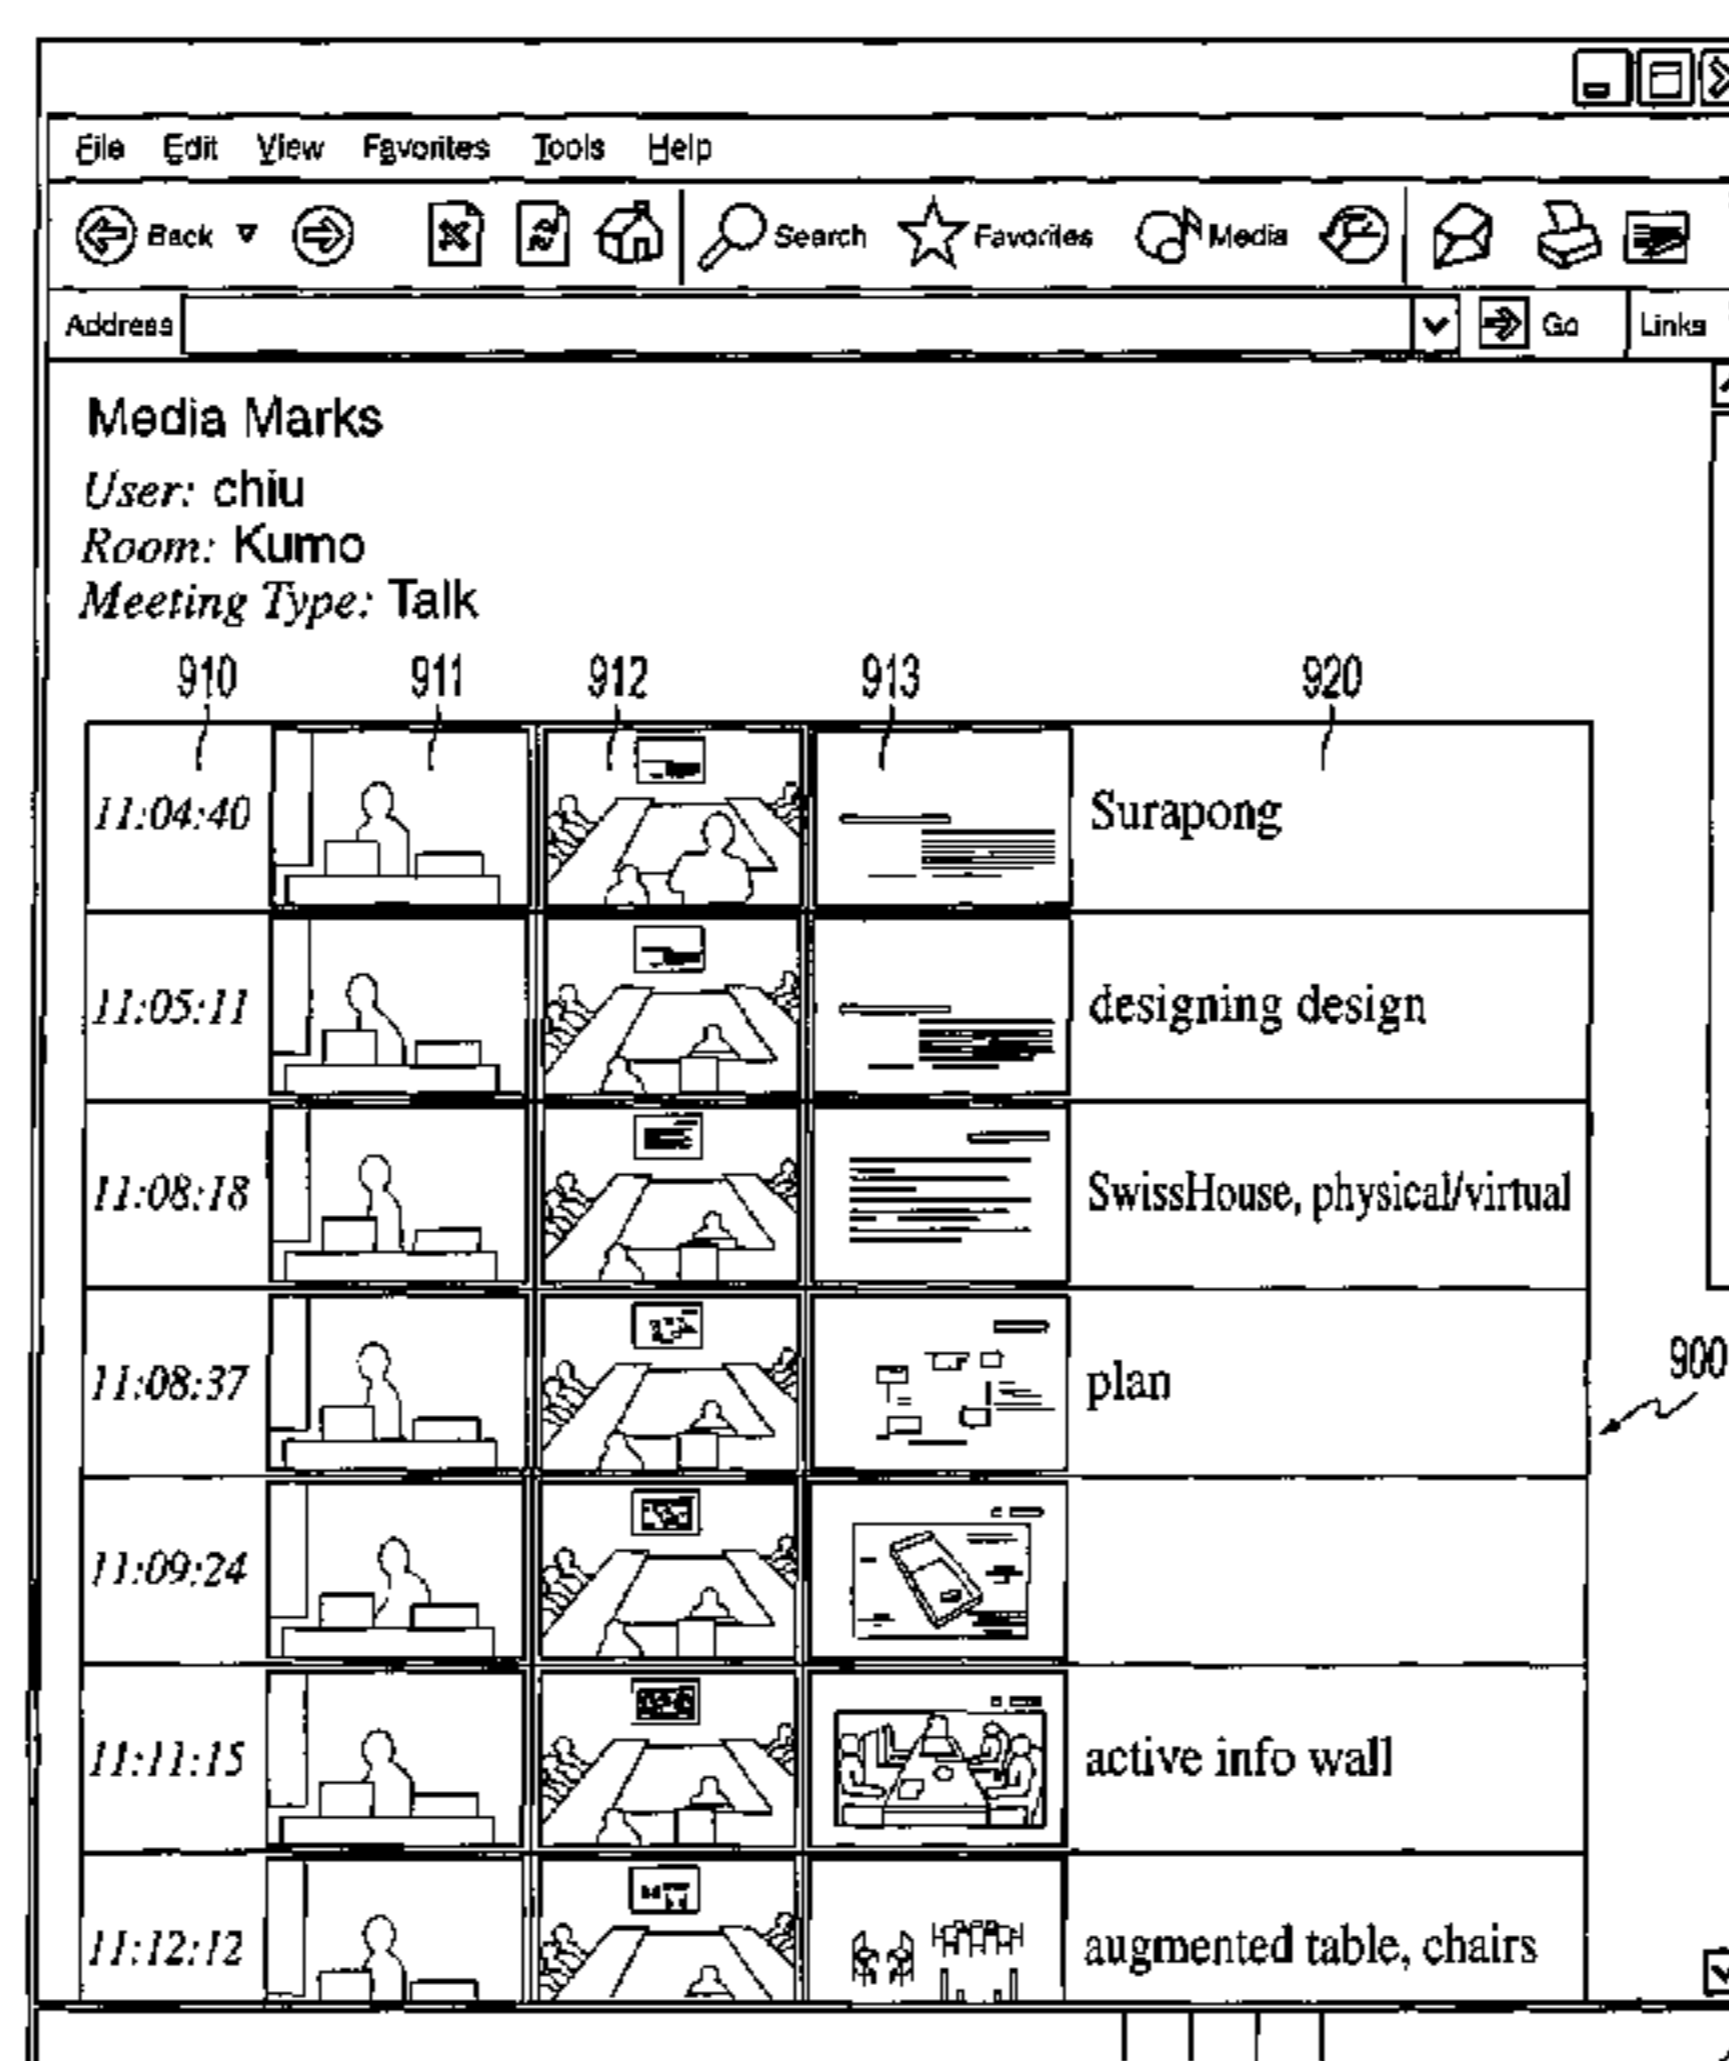 File Edit View Favorites Tools Help
Back Search Favorites Media
Address Go Links
Media Marks
User: chiu
Room: Kumo
Meeting Type: Talk
910 911 912 913 920
11:04:40 Surapong
11:05:11 designing design
11:08:18 SwissHouse, physical/virtual
11:08:37 plan
900
11:09:24
11:11:15 active info wall
11:12:12 augmented table, chairs